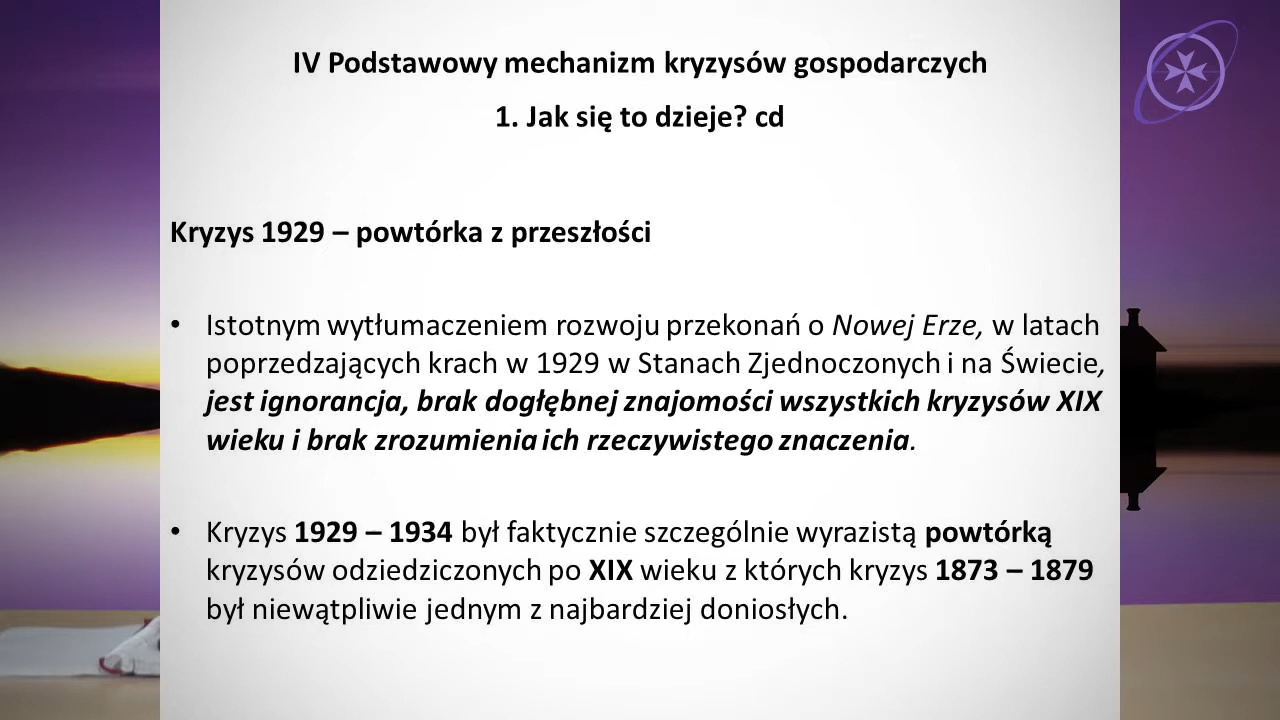 IV Podstawowy mechanizm kryzysów gospodarczych
1. Jak się to dzieje? cd
Kryzys 1929 – powtórka z przeszłości
• Istotnym wytłumaczeniem rozwoju przekonań o Nowej Erze, w latach
poprzedzających krach w 1929 w Stanach Zjednoczonych i na Świecie,
jest ignorancja, brak dogłębnej znajomości wszystkich kryzysów XIX
wieku i brak zrozumienia ich rzeczywistego znaczenia.
• Kryzys 1929 – 1934 był faktycznie szczególnie wyrazistą powtórką
kryzysów odziedziczonych po XIX wieku z których kryzys 1873 – 1879
był niewątpliwie jednym z najbardziej doniosłych.